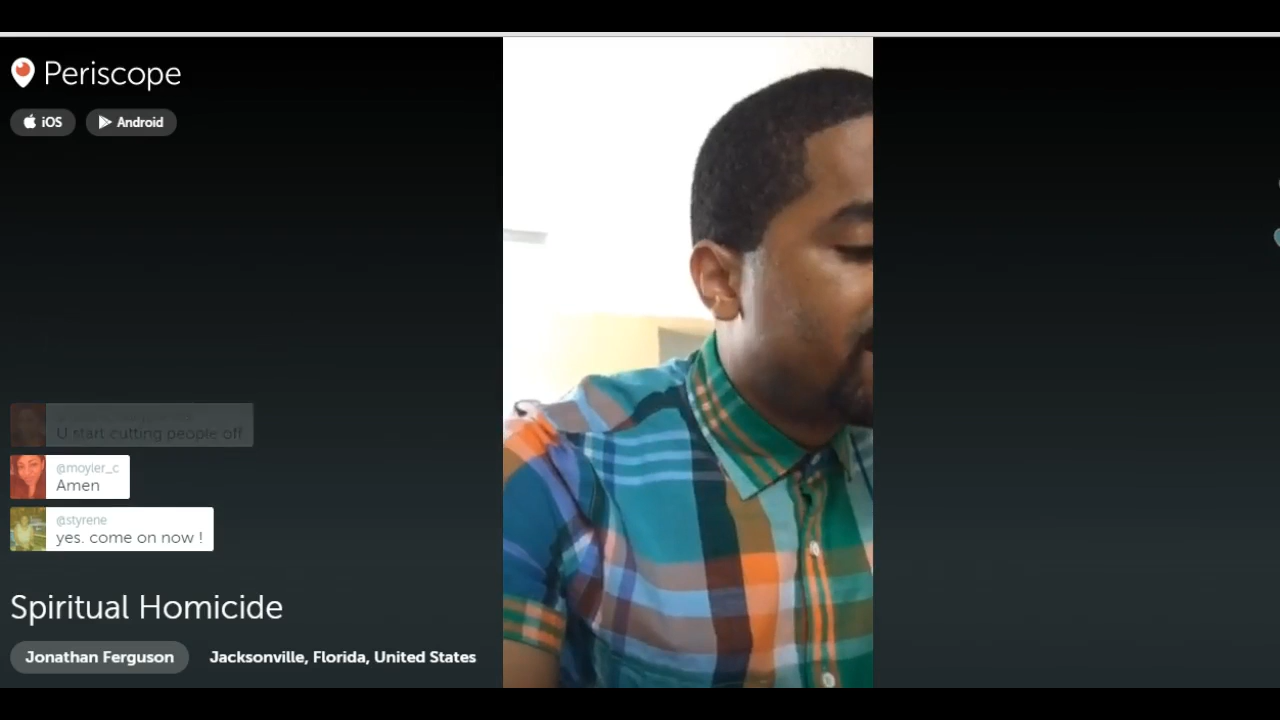 Periscope
iOS
Android
U start cutting people off
@moyler_c
Amen
@styrene
yes. come on now !
Spiritual Homicide
Jonathan Ferguson
Jacksonville, Florida, United States